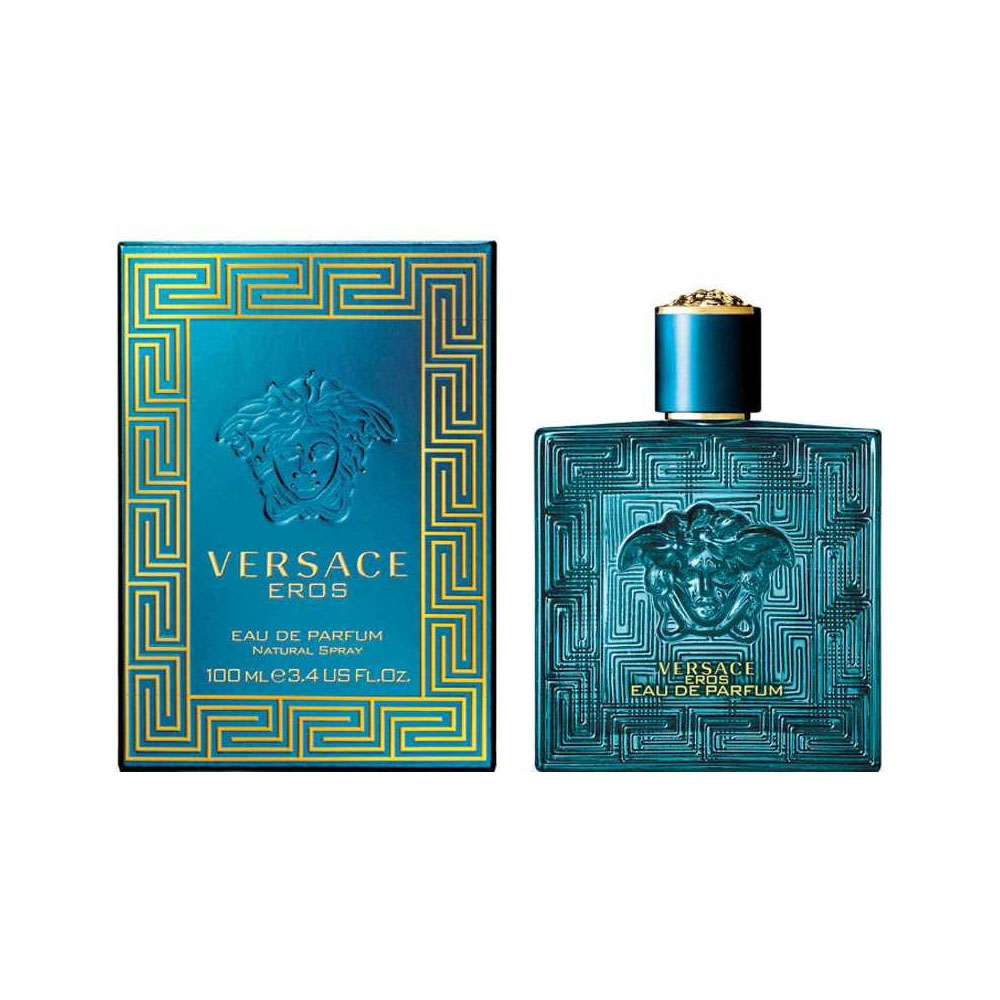 VERSACE
EROS
EAU DE PARFUM
NATURAL SPRAY
100 ML ℮ 3.4 US FL.OZ.
VERSACE
EROS
EAU DE PARFUM